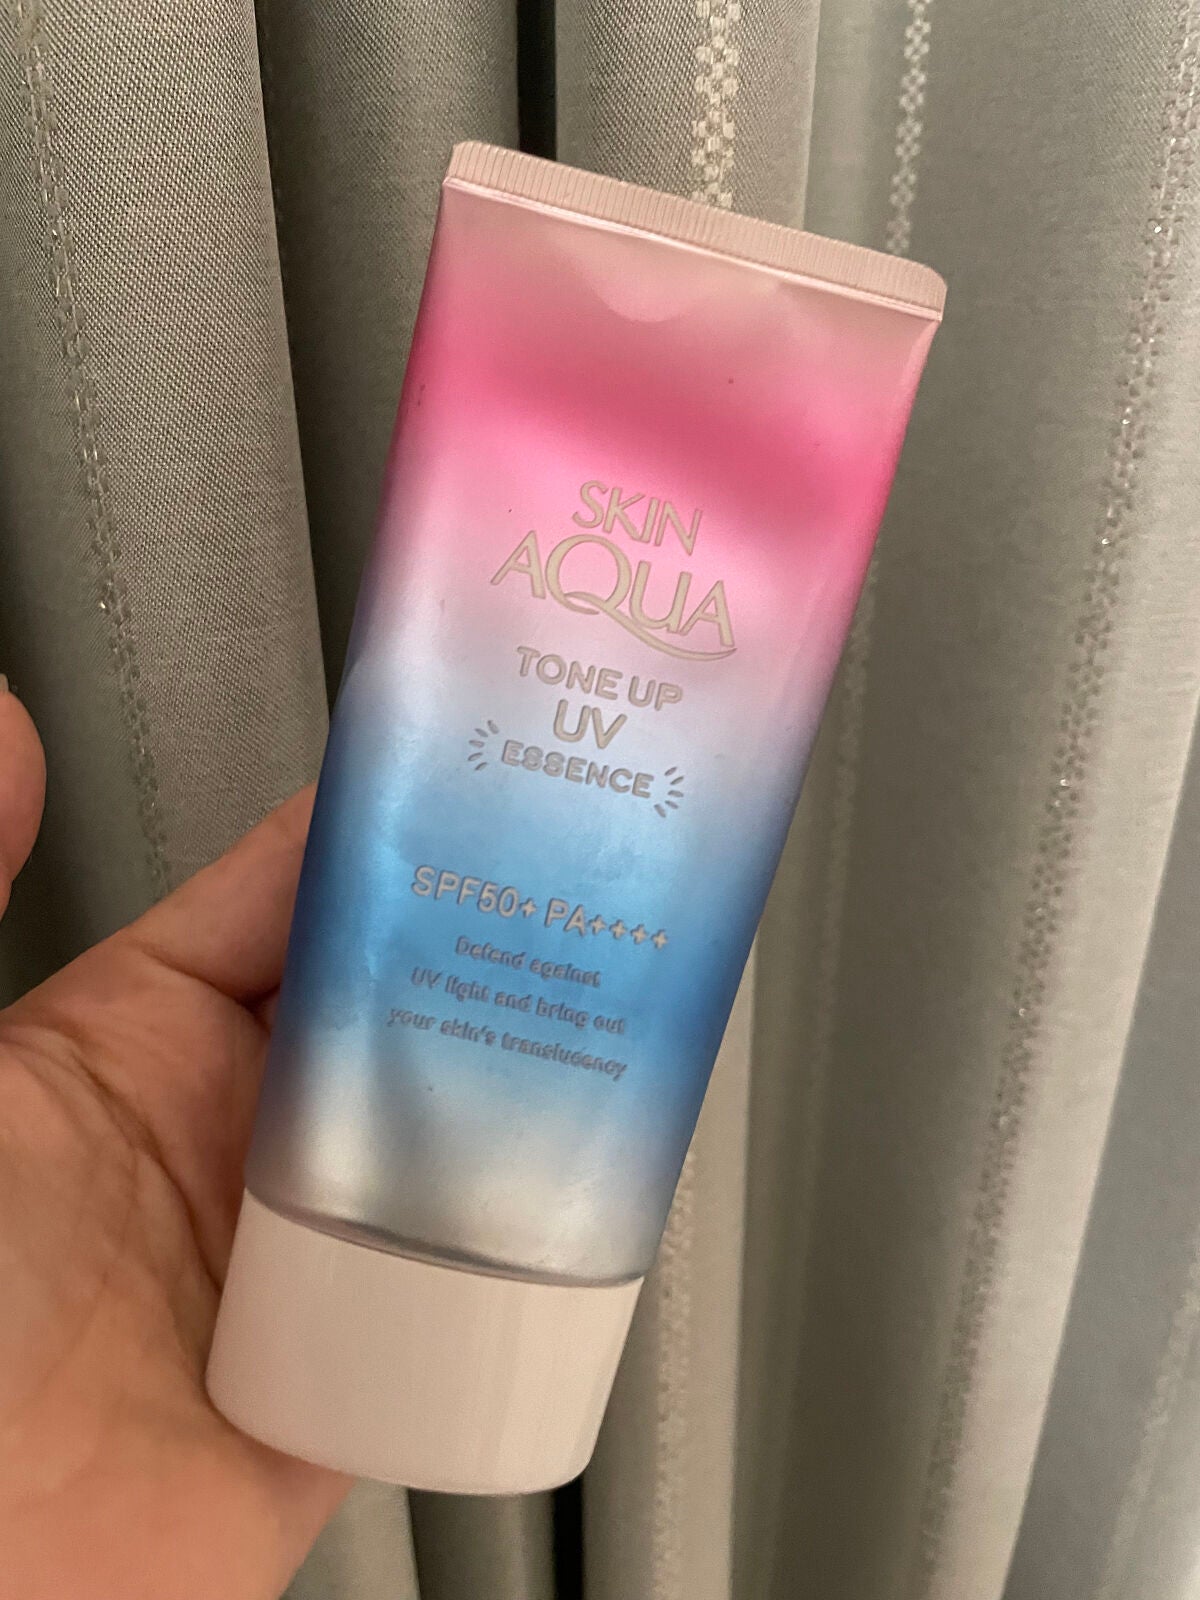 SKIN
AQUA
TONE UP
UV
ESSENCE
SPF50+ PA++++
Defend against
UV light and bring out
your skin's translucency